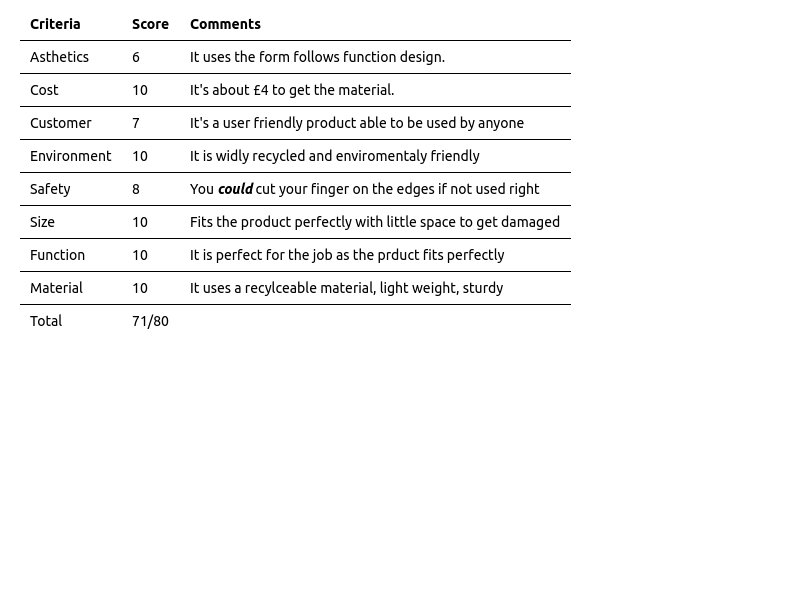 Criteria Score Comments
Asthetics 6 It uses the form follows function design.
Cost 10 It's about £4 to get the material.
Customer 7 It's a user friendly product able to be used by anyone
Environment 10 It is widly recycled and enviromentaly friendly
Safety 8 You could cut your finger on the edges if not used right
Size 10 Fits the product perfectly with little space to get damaged
Function 10 It is perfect for the job as the prduct fits perfectly
Material 10 It uses a recylceable material, light weight, sturdy
Total 71/80